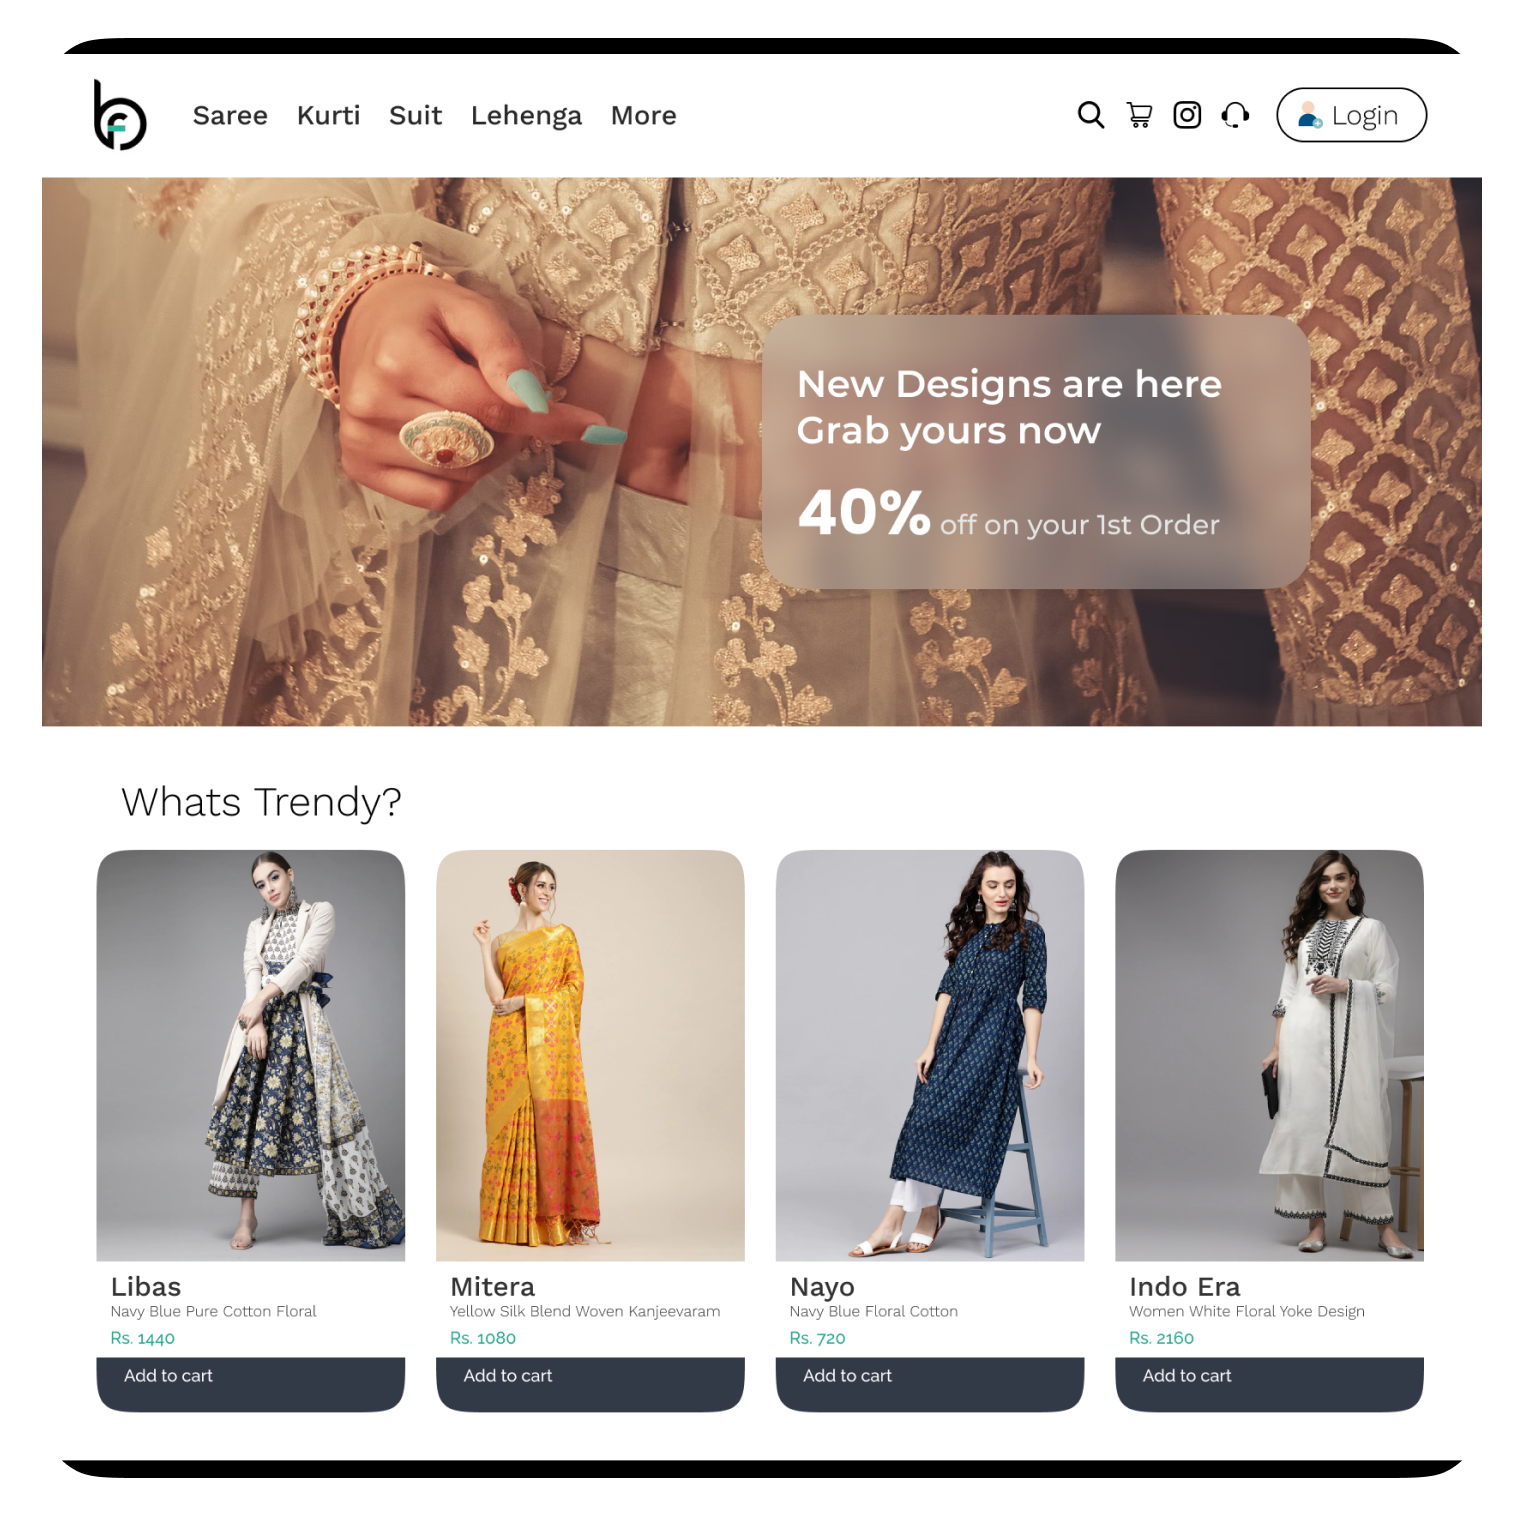 Saree Kurti Suit Lehenga More Login
New Designs are here
Grab yours now
40% off on your 1st Order
Whats Trendy?
Libas
Navy Blue Pure Cotton Floral
Rs. 1440
Add to cart
Mitera
Yellow Silk Blend Woven Kanjeevaram
Rs. 1080
Add to cart
Nayo
Navy Blue Floral Cotton
Rs. 720
Add to cart
Indo Era
Women White Floral Yoke Design
Rs. 2160
Add to cart